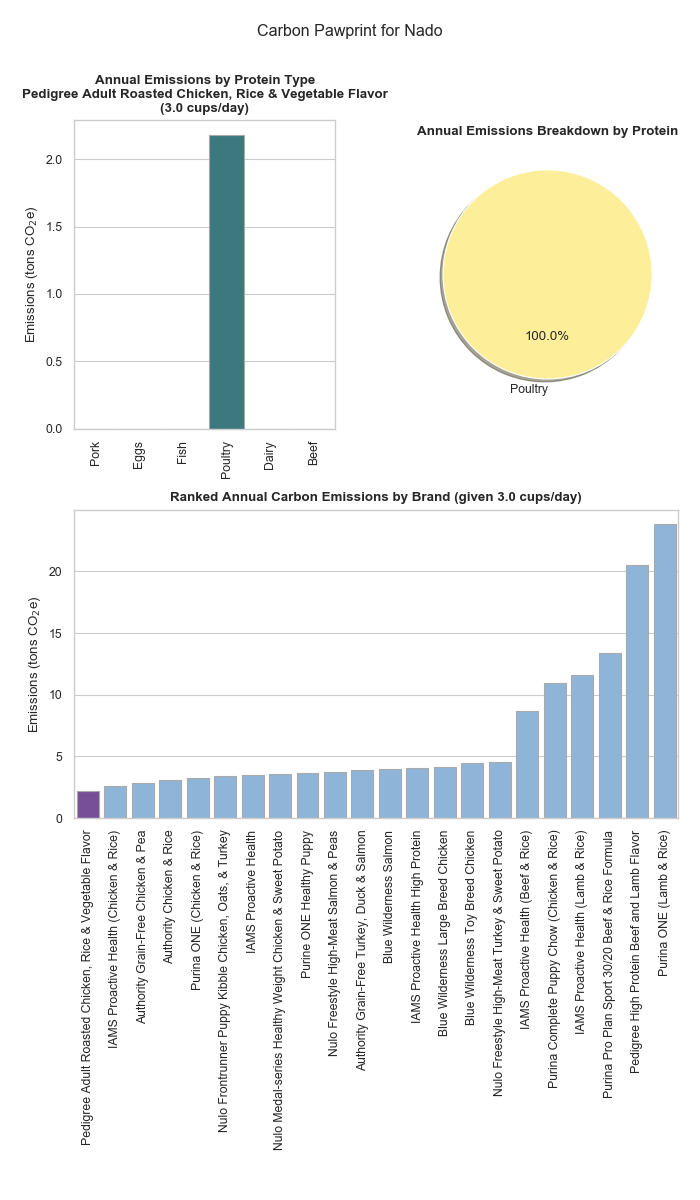 Carbon Pawprint for Nado
Annual Emissions by Protein Type
Pedigree Adult Roasted Chicken, Rice & Vegetable Flavor
(3.0 cups/day)
Emissions (tons CO₂e)
2.0
1.5
1.0
0.5
0.0
Pork
Eggs
Fish
Poultry
Dairy
Beef
Annual Emissions Breakdown by Protein
100.0%
Poultry
Ranked Annual Carbon Emissions by Brand (given 3.0 cups/day)
Emissions (tons CO₂e)
20
15
10
5
0
Pedigree Adult Roasted Chicken, Rice & Vegetable Flavor
IAMS Proactive Health (Chicken & Rice)
Authority Grain-Free Chicken & Pea
Authority Chicken & Rice
Purina ONE (Chicken & Rice)
Nulo Frontrunner Puppy Kibble Chicken, Oats, & Turkey
IAMS Proactive Health
Nulo Medal-series Healthy Weight Chicken & Sweet Potato
Purine ONE Healthy Puppy
Nulo Freestyle High-Meat Salmon & Peas
Authority Grain-Free Turkey, Duck & Salmon
Blue Wilderness Salmon
IAMS Proactive Health High Protein
Blue Wilderness Large Breed Chicken
Blue Wilderness Toy Breed Chicken
Nulo Freestyle High-Meat Turkey & Sweet Potato
IAMS Proactive Health (Beef & Rice)
Purina Complete Puppy Chow (Chicken & Rice)
IAMS Proactive Health (Lamb & Rice)
Purina Pro Plan Sport 30/20 Beef & Rice Formula
Pedigree High Protein Beef and Lamb Flavor
Purina ONE (Lamb & Rice)